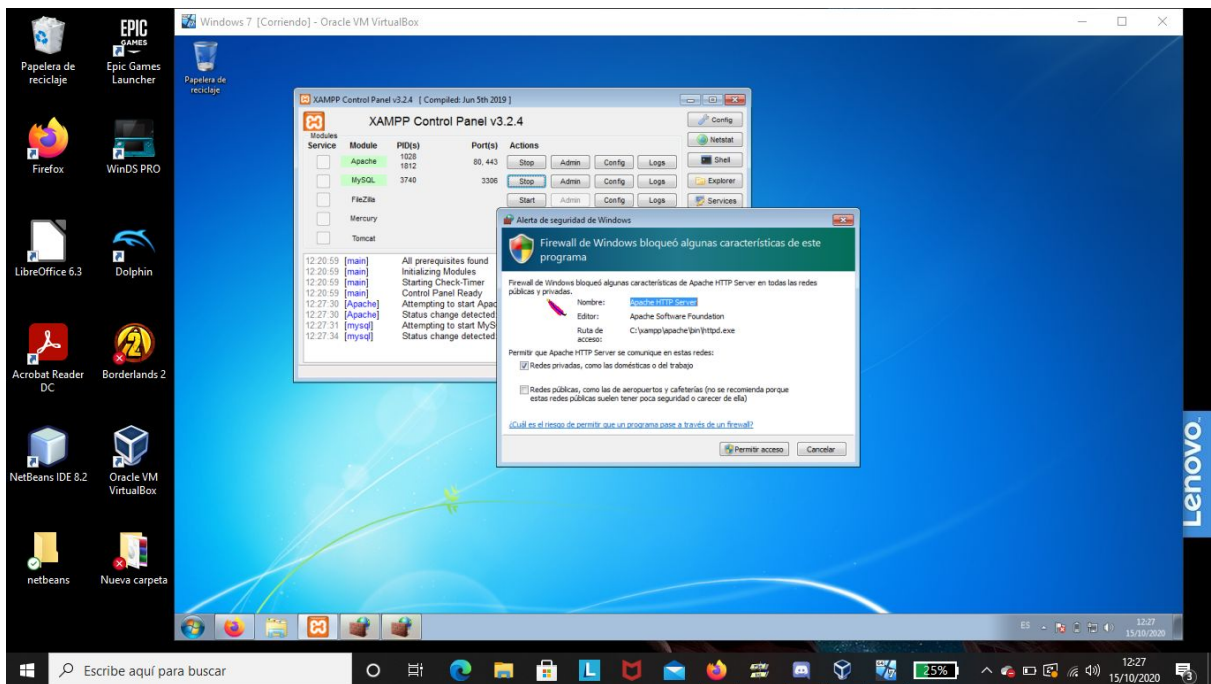 Papelera de
reciclaje
EPIC
GAMES
Epic Games
Launcher
Firefox
WinDS PRO
LibreOffice 6.3
Dolphin
Acrobat Reader
DC
Borderlands 2
NetBeans IDE 8.2
Oracle VM
VirtualBox
netbeans
Nueva carpeta
Windows 7 [Corriendo] - Oracle VM VirtualBox
Papelera de
reciclaje
XAMPP Control Panel v3.2.4 [ Compiled: Jun 5th 2019 ]
XAMPP Control Panel v3.2.4
Config
Modules
Service Module PID(s) Port(s) Actions
Netstat
Apache 1028 1812 80, 443 Stop Admin Config Logs Shell
MySQL 3740 3306 Stop Admin Config Logs Explorer
FileZilla Start Admin Config Logs Services
Mercury
Tomcat
12:20:59 [main] All prerequisites found
12:20:59 [main] Initializing Modules
12:20:59 [main] Starting Check-Timer
12:20:59 [main] Control Panel Ready
12:27:30 [Apache] Attempting to start Apac
12:27:30 [Apache] Status change detected:
12:27:31 [mysql] Attempting to start MyS
12:27:34 [mysql] Status change detected:
Alerta de seguridad de Windows
Firewall de Windows bloqueó algunas características de este
programa
Firewall de Windows bloqueó algunas características de Apache HTTP Server en todas las redes
públicas y privadas.
Nombre: Apache HTTP Server
Editor: Apache Software Foundation
Ruta de acceso: C:\xampp\apache\bin\httpd.exe
Permitir que Apache HTTP Server se comunique en estas redes:
Redes privadas, como las domésticas o del trabajo
Redes públicas, como las de aeropuertos y cafeterías (no se recomienda porque
estas redes públicas suelen tener poca seguridad o carecer de ella)
¿Cuál es el riesgo de permitir que un programa pase a través de un firewall?
Permitir acceso Cancelar
Lenovo
ES 12:27
15/10/2020
Escribe aquí para buscar
25%
12:27
15/10/2020
3